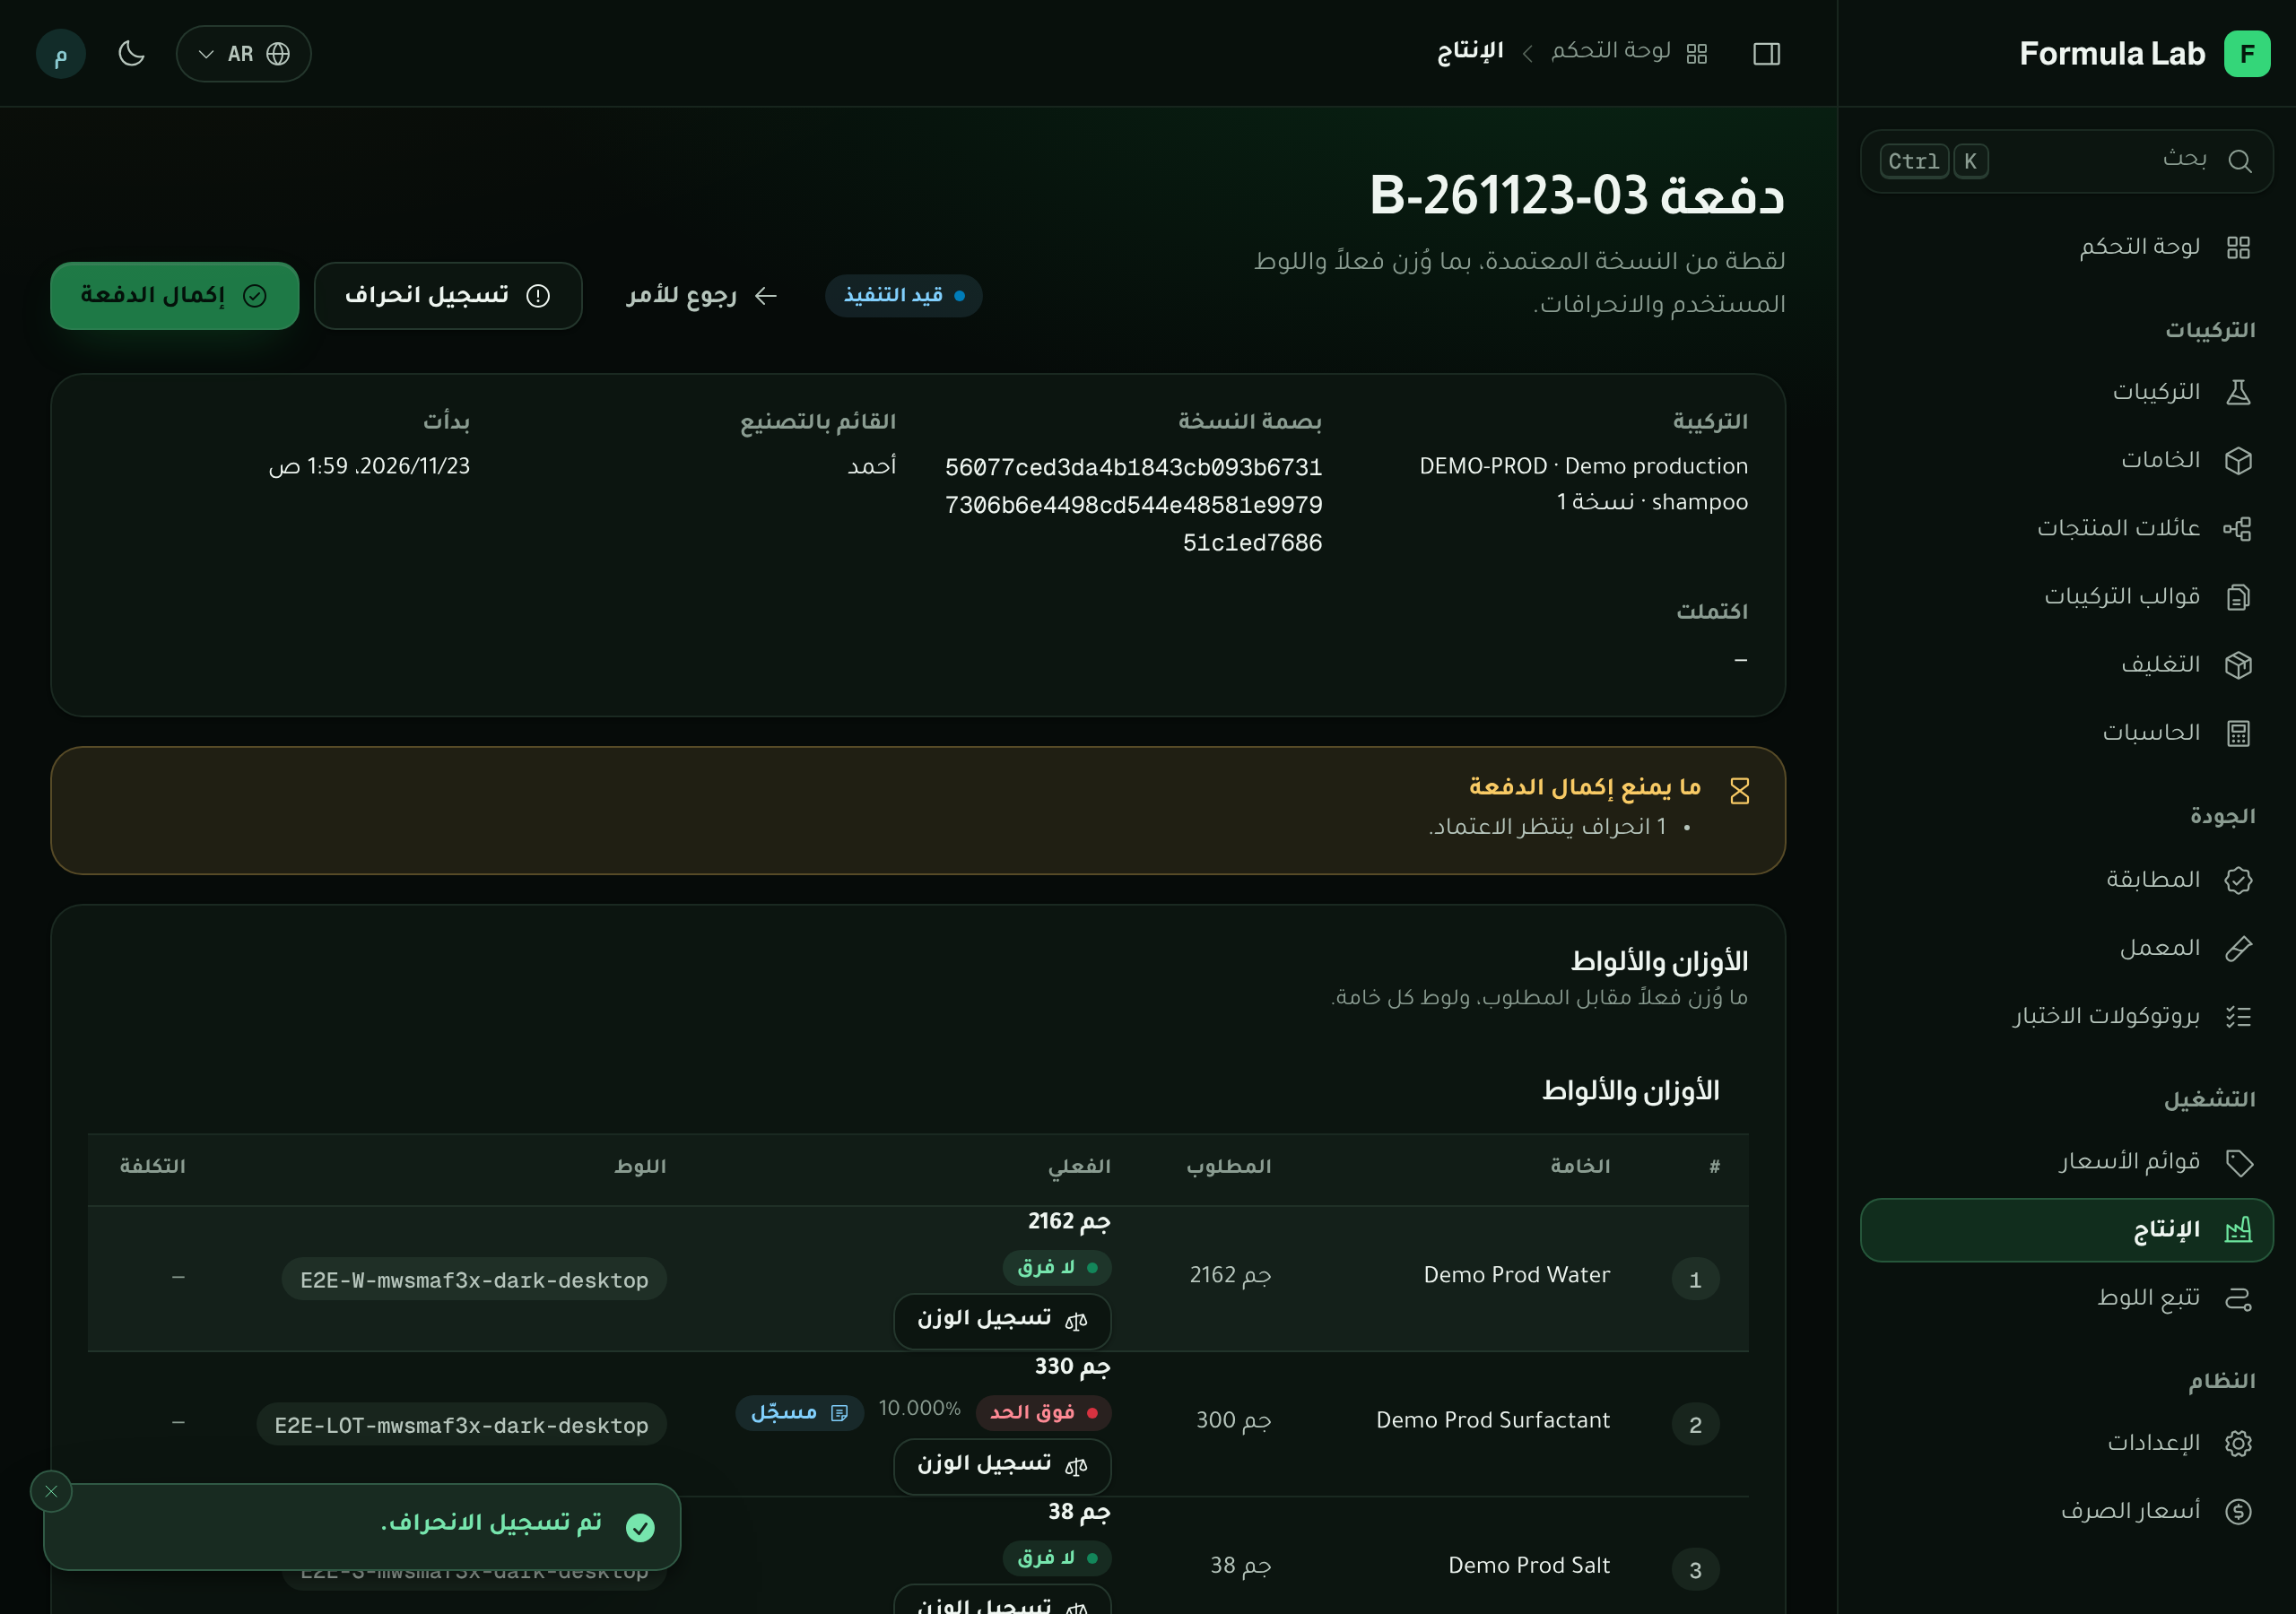 F Formula Lab
لوحة التحكم
الإنتاج
AR
م
بحث
Ctrl K
لوحة التحكم
التركيبات
التركيبات
الخامات
عائلات المنتجات
قوالب التركيبات
التغليف
الحاسبات
الجودة
المطابقة
المعمل
بروتوكولات الاختبار
التشغيل
قوائم الأسعار
الإنتاج
تتبع اللوط
النظام
الإعدادات
أسعار الصرف
دفعة B-261123-03
لقطة من النسخة المعتمدة، بما وُزن فعلاً واللوط
المستخدم والانحرافات.
قيد التنفيذ
رجوع للأمر
تسجيل انحراف
إكمال الدفعة
التركيبة
DEMO-PROD · Demo production
shampoo · نسخة 1
بصمة النسخة
56077ced3da4b1843cb093b6731
7306b6e4498cd544e48581e9979
51c1ed7686
القائم بالتصنيع
أحمد
بدأت
2026/11/23، 1:59 ص
اكتملت
–
ما يمنع إكمال الدفعة
• 1 انحراف ينتظر الاعتماد.
الأوزان والألواط
ما وُزن فعلاً مقابل المطلوب، ولوط كل خامة.
الأوزان والألواط
# الخامة المطلوب الفعلي اللوط التكلفة
1 Demo Prod Water 2162 جم 2162 جم E2E-W-mwsmaf3x-dark-desktop –
لا فرق
تسجيل الوزن
2 Demo Prod Surfactant 300 جم 330 جم E2E-LOT-mwsmaf3x-dark-desktop –
فوق الحد 10.000% مسجّل
تسجيل الوزن
3 Demo Prod Salt 38 جم 38 جم E2E-S-mwsmaf3x-dark-desktop
لا فرق
تسجيل الوزن
تم تسجيل الانحراف.